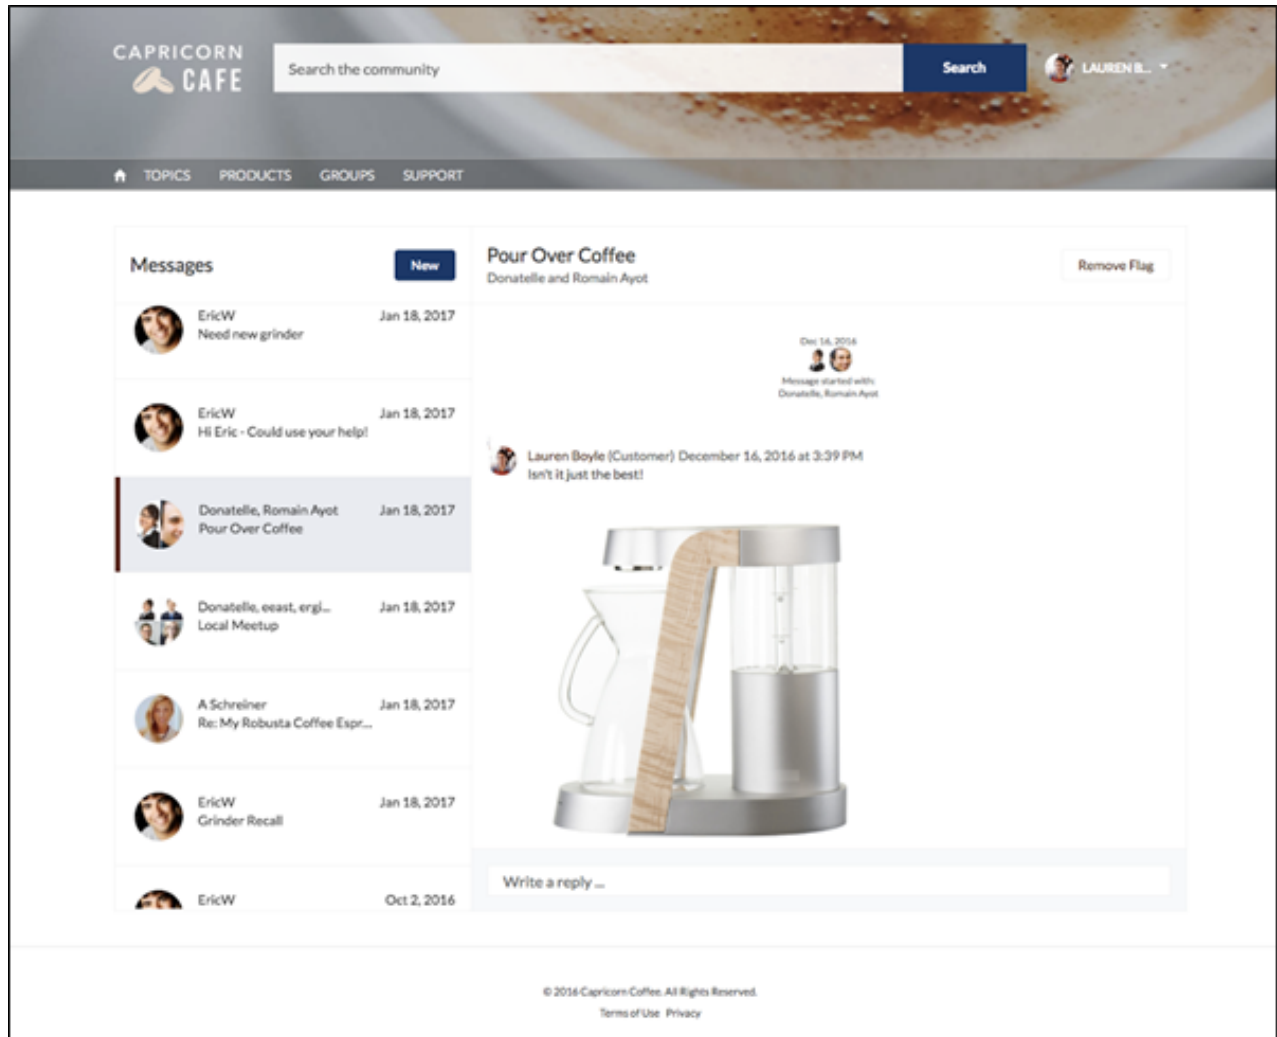 CAPRICORN
CAFE
Search the community
Search
LAUREN B... 
TOPICS PRODUCTS GROUPS SUPPORT
Messages
New
EricW Jan 18, 2017
Need new grinder
EricW Jan 18, 2017
Hi Eric - Could use your help!
Donatelle, Romain Ayot Jan 18, 2017
Pour Over Coffee
Donatelle, eeast, ergi... Jan 18, 2017
Local Meetup
A Schreiner Jan 18, 2017
Re: My Robusta Coffee Espr...
EricW Jan 18, 2017
Grinder Recall
EricW Oct 2, 2016
Pour Over Coffee
Donatelle and Romain Ayot
Remove Flag
Dec 16, 2016
Message started with:
Donatelle, Romain Ayot
Lauren Boyle (Customer) December 16, 2016 at 3:39 PM
Isn't it just the best!
Write a reply ...
© 2016 Capricorn Coffee. All Rights Reserved.
Terms of Use Privacy